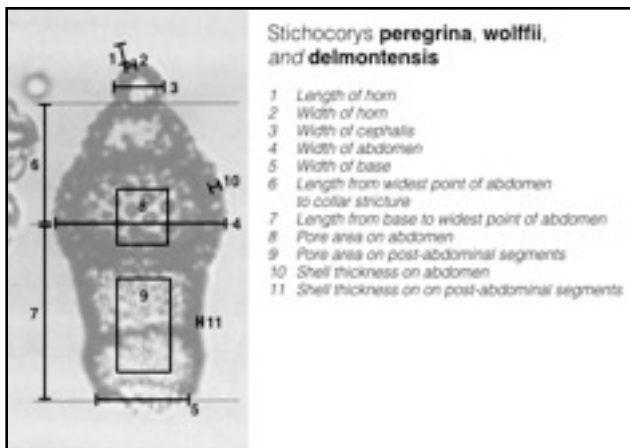 Stichocorys peregrina, wolffii,
and delmontensis
1 Length of horn
2 Width of horn
3 Width of cephalis
4 Width of abdomen
5 Width of base
6 Length from widest point of abdomen
to collar stricture
7 Length from base to widest point of abdomen
8 Pore area on abdomen
9 Pore area on post-abdominal segments
10 Shell thickness on abdomen
11 Shell thickness on on post-abdominal segments
1
2
3
6
10
8
4
9
7
11
5